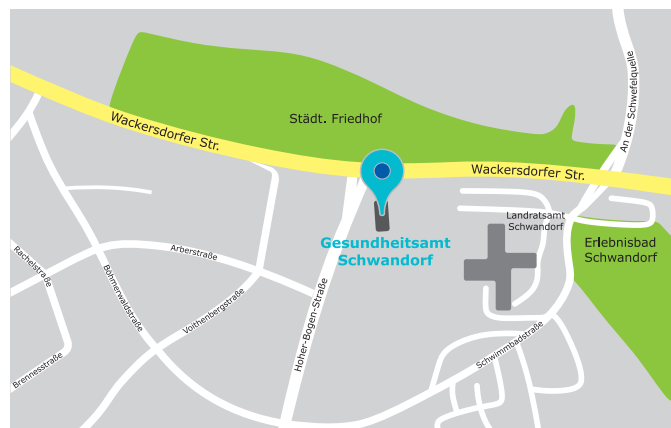 Wackersdorfer Str.
Städt. Friedhof
An der Schwefelquelle
Wackersdorfer Str.
Landratsamt
Schwandorf
Gesundheitsamt
Schwandorf
Erlebnisbad
Schwandorf
Arberstraße
Rachelstraße
Böhmerwaldstraße
Voithenbergstraße
Hoher-Bogen-Straße
Schwimmbadstraße
Brennesstraße